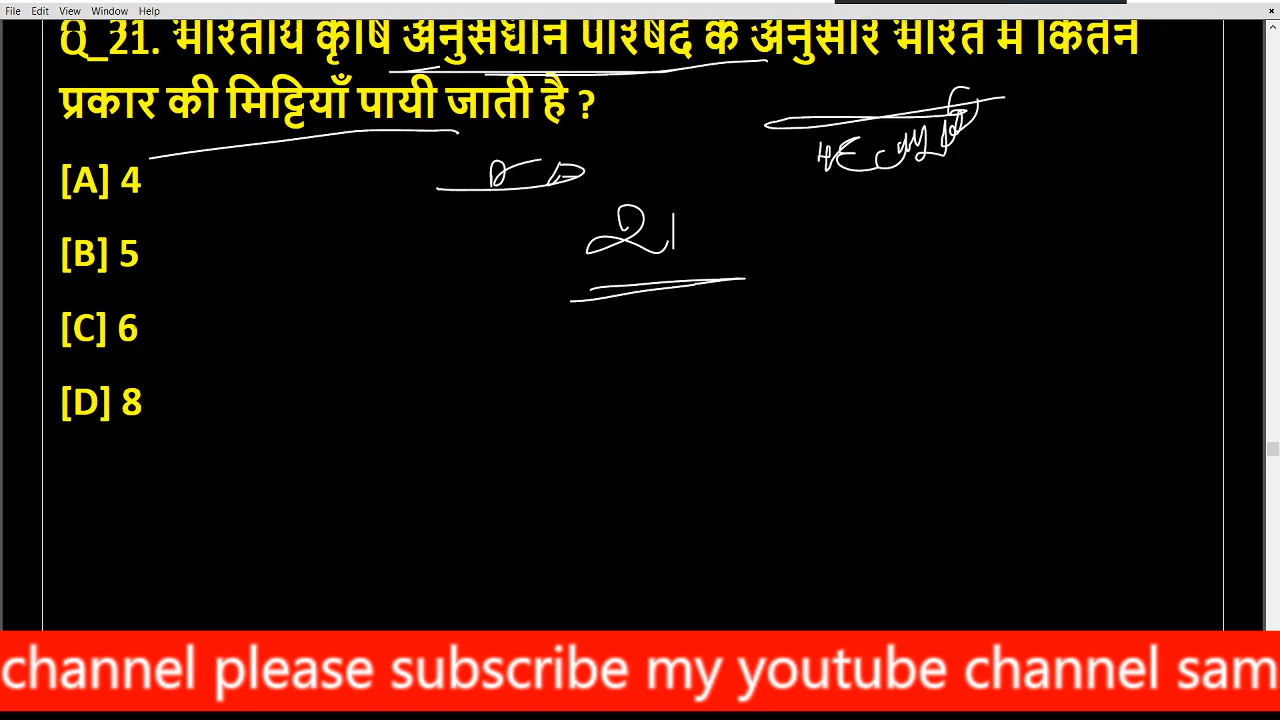 File Edit View Window Help
Q_21. भारतीय कृषि अनुसंधान परिषद के अनुसार भारत में कितने
प्रकार की मिट्टियाँ पायी जाती है ?
[A] 4
[B] 5
[C] 6
[D] 8
21
channel please subscribe my youtube channel sam